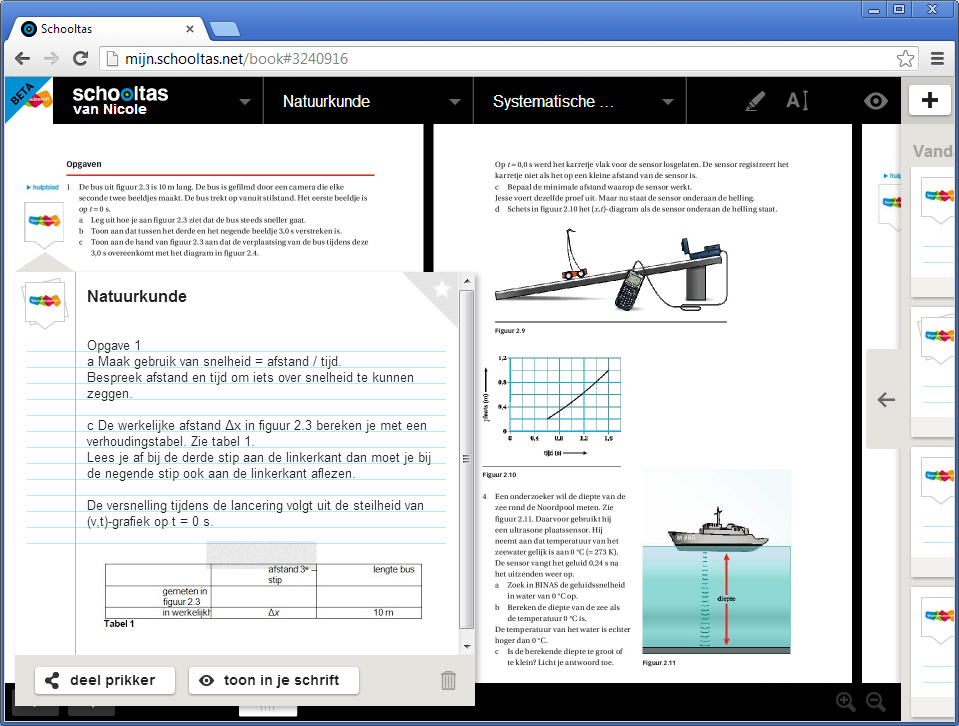 Schooltas
mijn.schooltas.net/book#3240916
BETA
schooltas
van Nicole
Natuurkunde
Systematische ...
A
Vand
Opgaven
hulpblad
1 De bus uit figuur 2.3 is 10 m lang. De bus is gefilmd door een camera die elke
seconde twee beeldjes maakt. De bus trekt op vanuit stilstand. Het eerste beeldje is
op t = 0 s.
a Leg uit hoe je aan figuur 2.3 ziet dat de bus steeds sneller gaat.
b Toon aan dat tussen het derde en het negende beeldje 3,0 s verstreken is.
c Toon aan de hand van figuur 2.3 aan dat de verplaatsing van de bus tijdens deze
3,0 s overeenkomt met het diagram in figuur 2.4.
Natuurkunde
Opgave 1
a Maak gebruik van snelheid = afstand / tijd.
Bespreek afstand en tijd om iets over snelheid te kunnen
zeggen.
c De werkelijke afstand Δx in figuur 2.3 bereken je met een
verhoudingstabel. Zie tabel 1.
Lees je af bij de derde stip aan de linkerkant dan moet je bij
de negende stip ook aan de linkerkant aflezen.
De versnelling tijdens de lancering volgt uit de steilheid van
(v,t)-grafiek op t = 0 s.
afstand 3e –
stip
lengte bus
gemeten in
figuur 2.3
in werkelijkh
Δx
10 m
Tabel 1
deel prikker
toon in je schrift
Op t = 0,0 s werd het karretje vlak voor de sensor losgelaten. De sensor registreert het
karretje niet als het op een kleine afstand van de sensor is.
c Bepaal de minimale afstand waarop de sensor werkt.
Jesse voert dezelfde proef uit. Maar nu staat de sensor onderaan de helling.
d Schets in figuur 2.10 het (x,t)-diagram als de sensor onderaan de helling staat.
Figuur 2.9
plaats (m)
1,2
0,8
0,4
0
0 0,4 0,8 1,2 1,6
tijd (s)
Figuur 2.10
4 Een onderzoeker wil de diepte van de
zee rond de Noordpool meten. Zie
figuur 2.11. Daarvoor gebruikt hij
een ultrasone plaatssensor. Hij
neemt aan dat temperatuur van het
zeewater gelijk is aan 0 °C (= 273 K).
De sensor vangt het geluid 0,24 s na
het uitzenden weer op.
a Zoek in BINAS de geluidssnelheid
in water van 0 °C op.
b Bereken de diepte van de zee als
de temperatuur 0 °C is.
De temperatuur van het water is echter
hoger dan 0 °C.
c Is de berekende diepte te groot of
te klein? Licht je antwoord toe.
diepte
Figuur 2.11
hulp